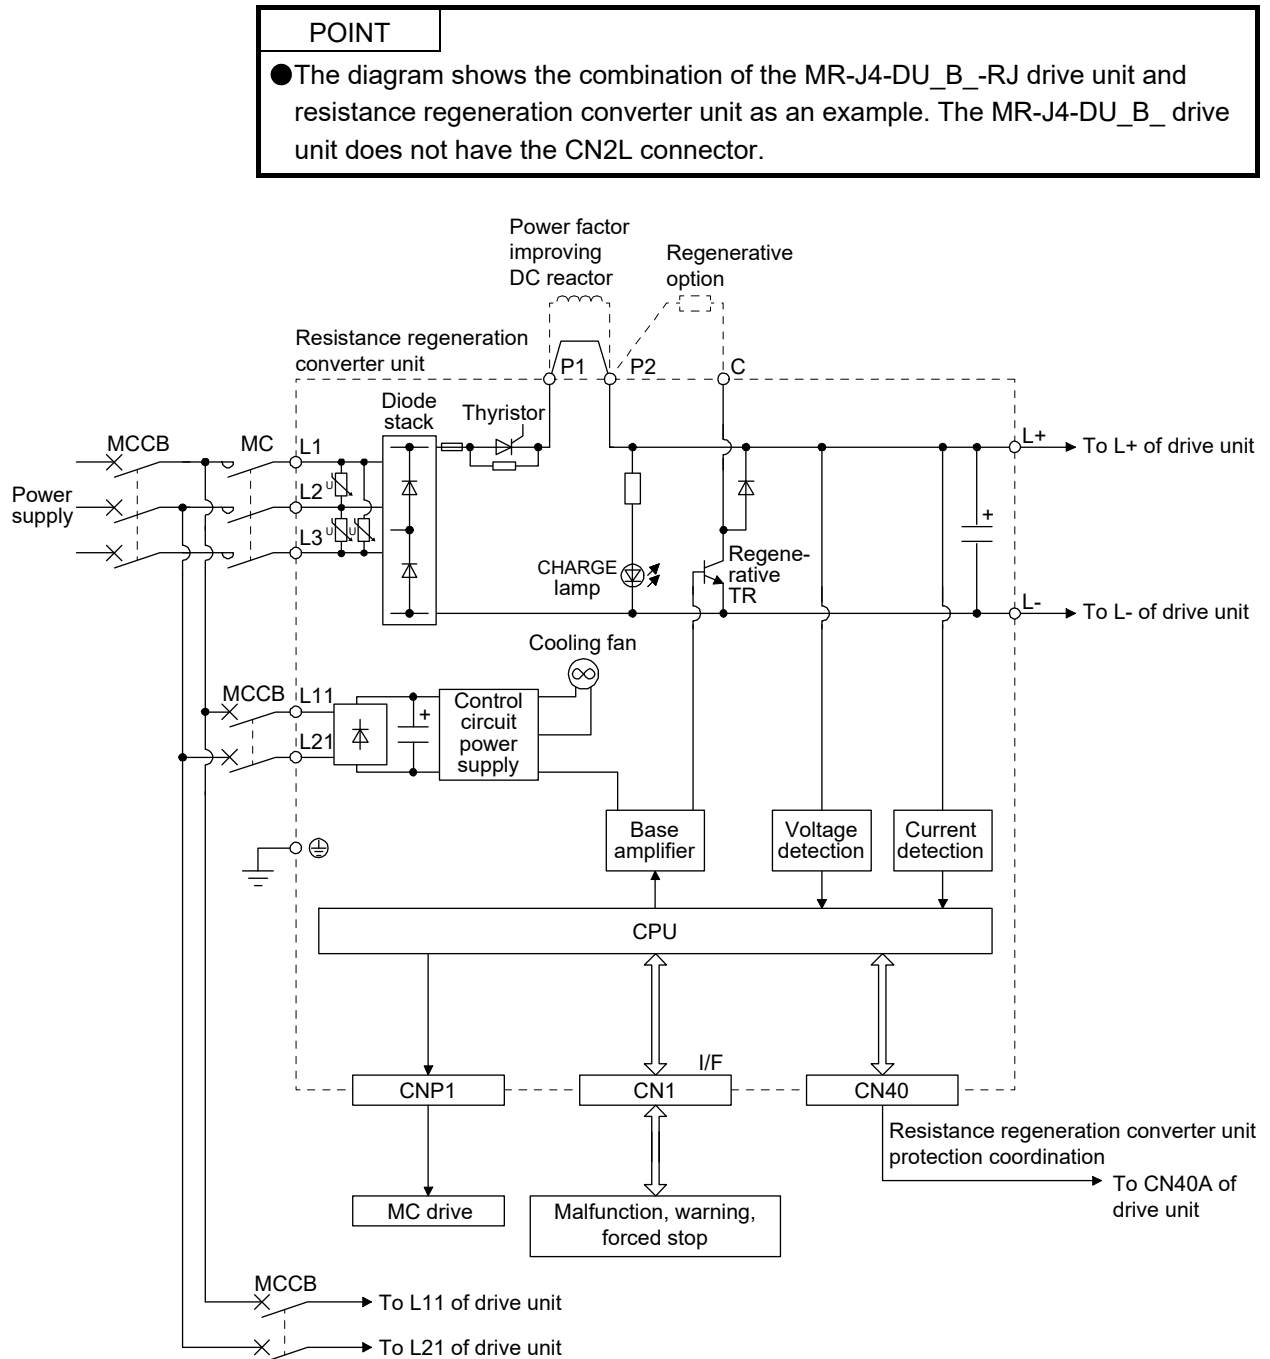 POINT
●The diagram shows the combination of the MR-J4-DU_B_-RJ drive unit and
resistance regeneration converter unit as an example. The MR-J4-DU_B_ drive
unit does not have the CN2L connector.
Power factor
improving
DC reactor
Regenerative
option
Resistance regeneration
converter unit
P1
P2
C
Diode
stack
Thyristor
MCCB
MC
L1
L+
To L+ of drive unit
Power
supply
L2
U
L3
U
U
+
CHARGE
lamp
Regene-
rative
TR
L-
To L- of drive unit
Cooling fan
MCCB
L11
+
Control
circuit
power
supply
L21
Base
amplifier
Voltage
detection
Current
detection
CPU
I/F
CNP1
CN1
CN40
Resistance regeneration converter unit
protection coordination
To CN40A of
drive unit
MC drive
Malfunction, warning,
forced stop
MCCB
To L11 of drive unit
To L21 of drive unit